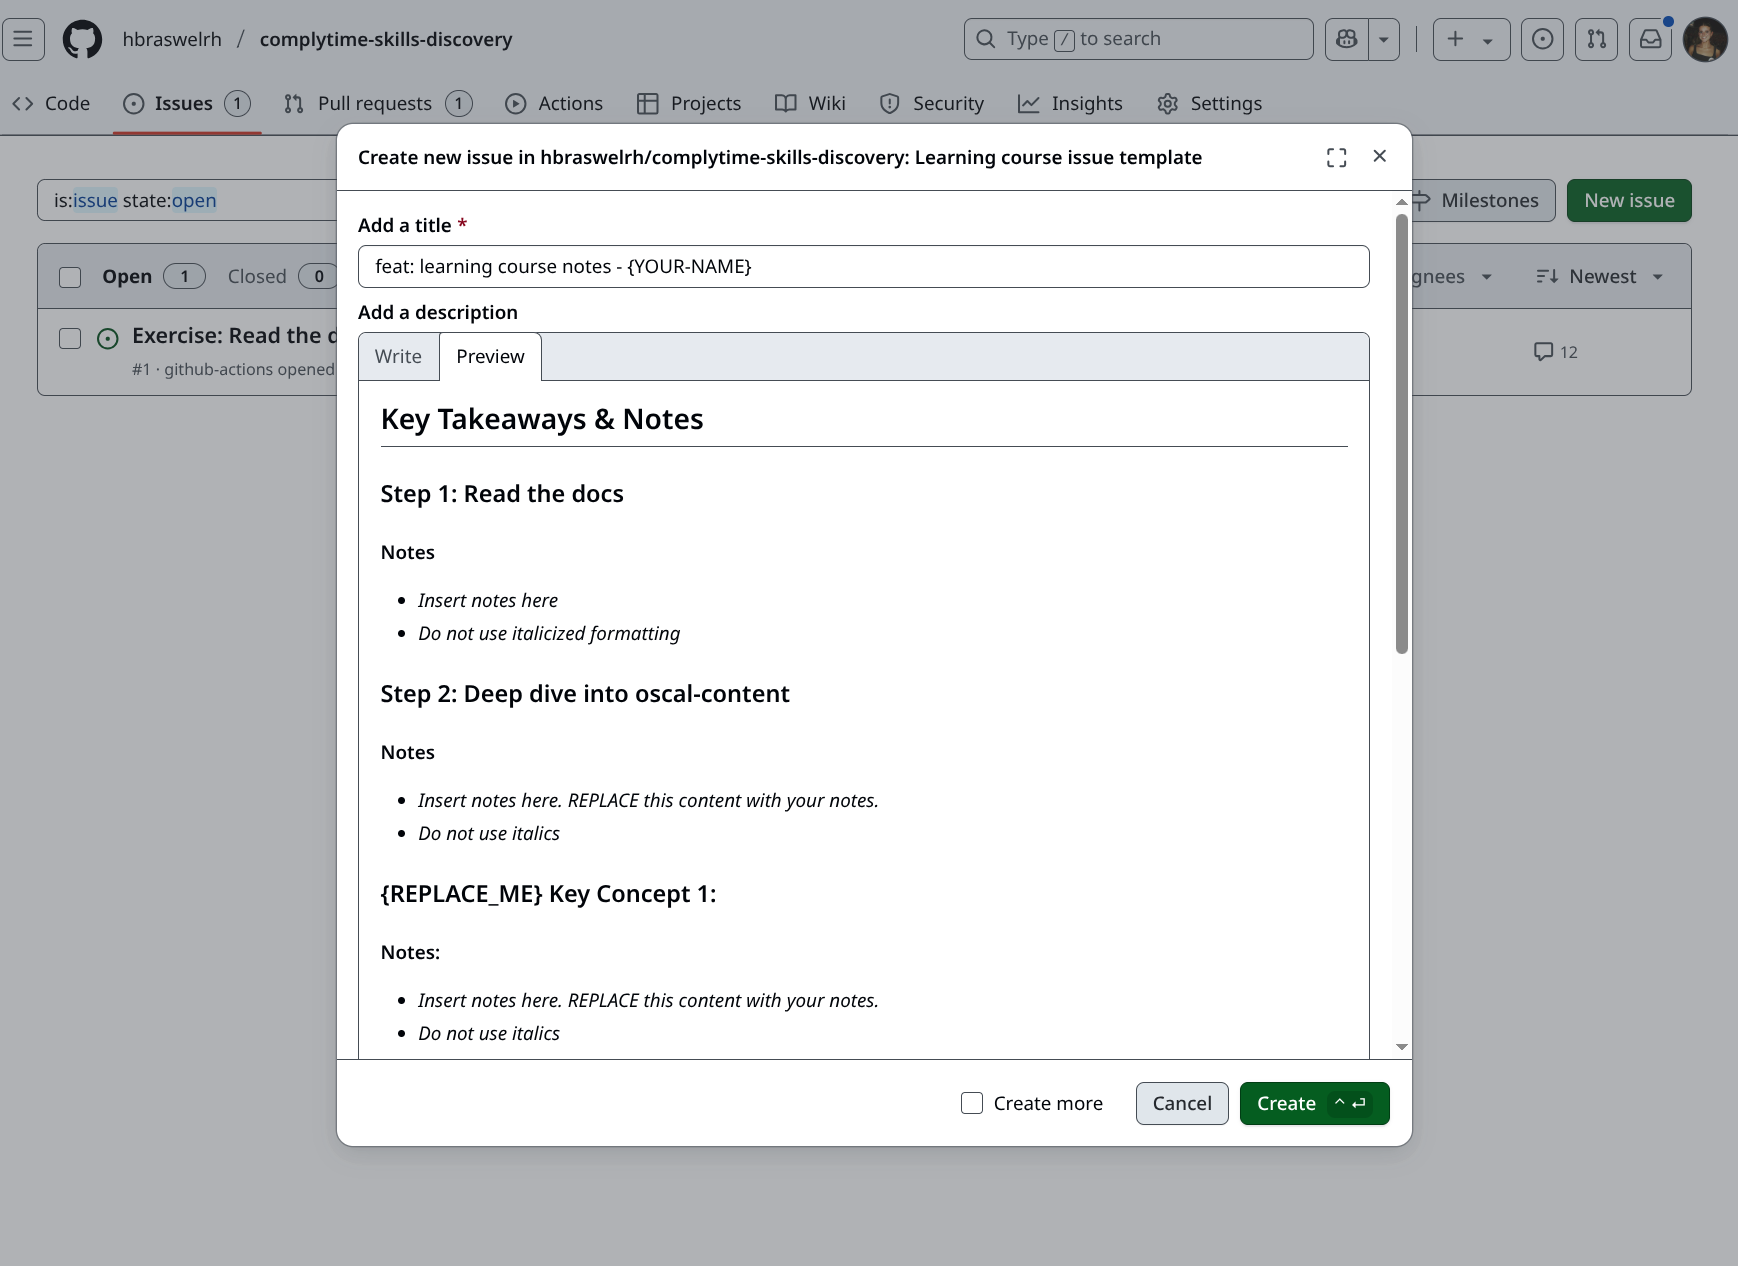 hbraswelrh / complytime-skills-discovery
Type / to search
Code
Issues 1
Pull requests 1
Actions
Projects
Wiki
Security
Insights
Settings
Create new issue in hbraswelrh/complytime-skills-discovery: Learning course issue template
is:issue state:open
Milestones
New issue
Add a title *
feat: learning course notes - {YOUR-NAME}
Open 1
Closed 0
gnees
Newest
Add a description
Exercise: Read the d
#1 · github-actions opened
12
Write
Preview
Key Takeaways & Notes
Step 1: Read the docs
Notes
• Insert notes here
• Do not use italicized formatting
Step 2: Deep dive into oscal-content
Notes
• Insert notes here. REPLACE this content with your notes.
• Do not use italics
{REPLACE_ME} Key Concept 1:
Notes:
• Insert notes here. REPLACE this content with your notes.
• Do not use italics
Create more
Cancel
Create ^ ↵